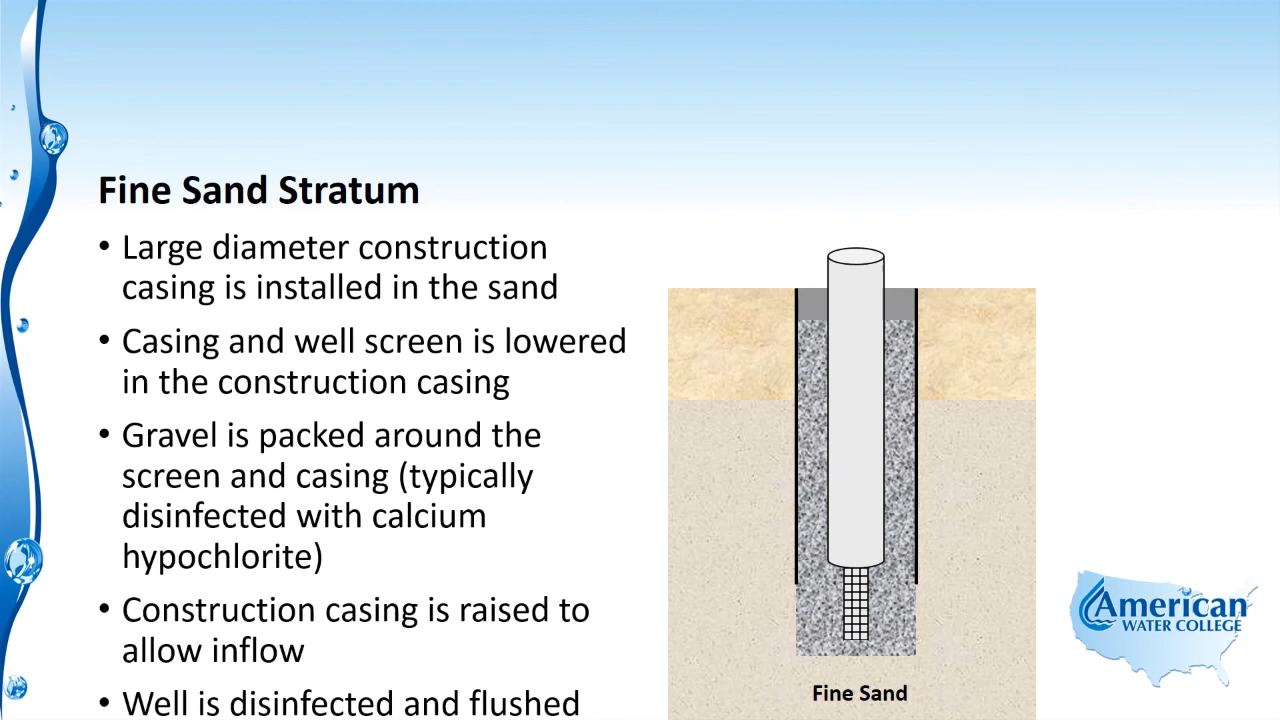 Fine Sand Stratum
• Large diameter construction
casing is installed in the sand
• Casing and well screen is lowered
in the construction casing
• Gravel is packed around the
screen and casing (typically
disinfected with calcium
hypochlorite)
• Construction casing is raised to
allow inflow
• Well is disinfected and flushed
Fine Sand
American
WATER COLLEGE